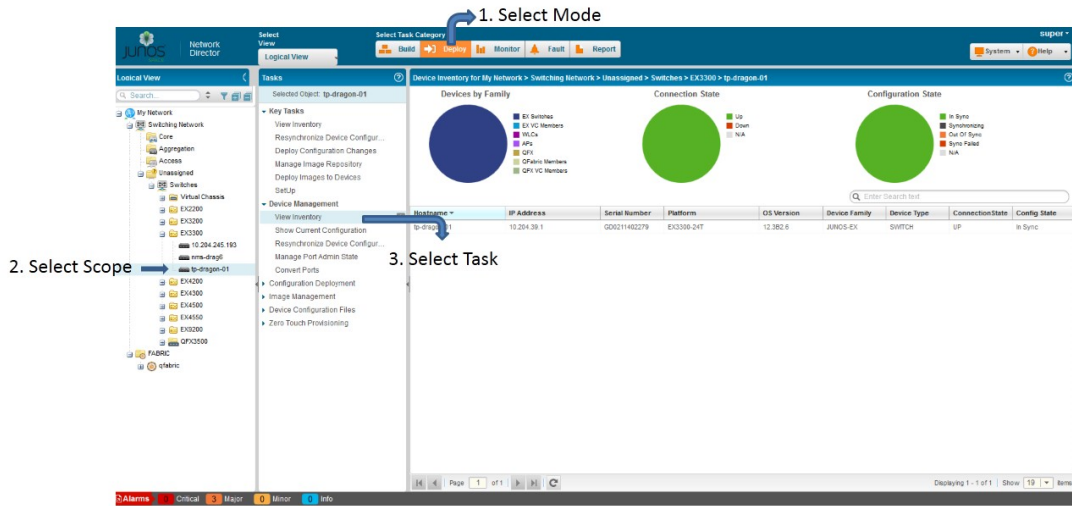 1. Select Mode
JUNOS
Network
Director
Select
View
Logical View
Select Task Category
Build
Deploy
Monitor
Fault
Report
super
System
Help
Logical View
Search...
My Network
Switching Network
Core
Aggregation
Access
Unassigned
Switches
Virtual Chassis
EX2200
EX3200
EX3300
10.204.245.193
nms-drag6
2. Select Scope
tp-dragon-01
EX4200
EX4300
EX4500
EX4550
EX9200
QFX3500
FABRIC
qfabric
Tasks
Selected Object: tp-dragon-01
Key Tasks
View Inventory
Resynchronize Device Configur...
Deploy Configuration Changes
Manage Image Repository
Deploy Images to Devices
SetUp
Device Management
View Inventory
Show Current Configuration
Resynchronize Device Configur...
Manage Port Admin State
Convert Ports
Configuration Deployment
Image Management
Device Configuration Files
Zero Touch Provisioning
3. Select Task
Device Inventory for My Network > Switching Network > Unassigned > Switches > EX3300 > tp-dragon-01
Devices by Family
EX Switches
EX VC Members
WLCs
APs
QFX
QFabric Members
QFX VC Members
Connection State
Up
Down
N/A
Configuration State
In Sync
Synchronizing
Out Of Sync
Sync Failed
N/A
Enter Search text
Hostname IP Address Serial Number Platform OS Version Device Family Device Type ConnectionState Config State
tp-dragon-01 10.204.39.1 GD0211402279 EX3300-24T 12.3B2.6 JUNOS-EX SWITCH UP In Sync
Page 1 of 1
Displaying 1 - 1 of 1 Show 19 items
Alarms 0 Critical 3 Major 0 Minor 0 Info